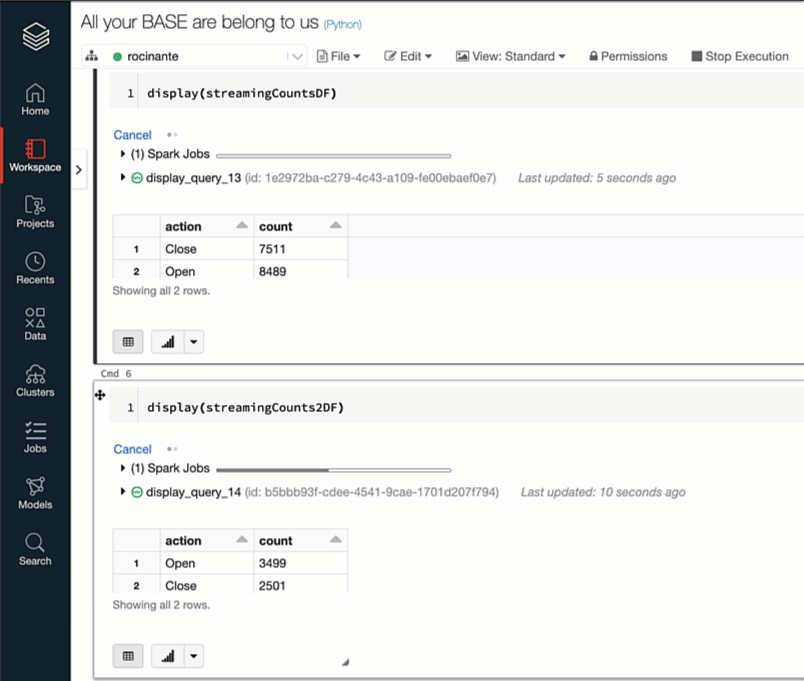 All your BASE are belong to us (Python)
rocinante File Edit View: Standard Permissions Stop Execution
Home
Workspace
Projects
Recents
Data
Clusters
Jobs
Models
Search
1 display(streamingCountsDF)
Cancel
(1) Spark Jobs
display_query_13 (id: 1e2972ba-c279-4c43-a109-fe00ebaef0e7) Last updated: 5 seconds ago
action count
1 Close 7511
2 Open 8489
Showing all 2 rows.
Cmd 6
1 display(streamingCounts2DF)
Cancel
(1) Spark Jobs
display_query_14 (id: b5bbb93f-cdee-4541-9cae-1701d207f794) Last updated: 10 seconds ago
action count
1 Open 3499
2 Close 2501
Showing all 2 rows.